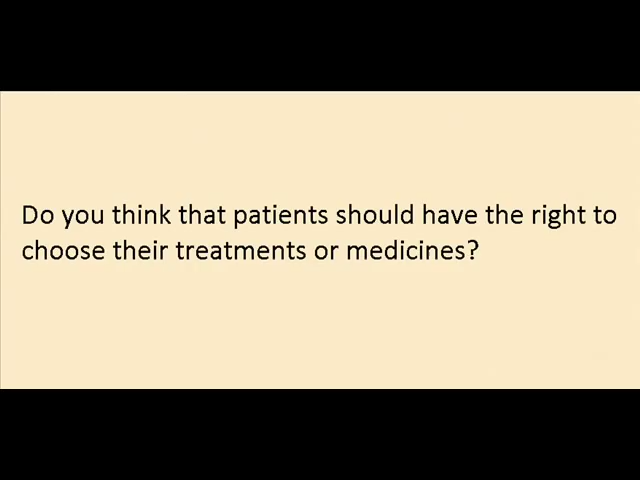 Do you think that patients should have the right to
choose their treatments or medicines?